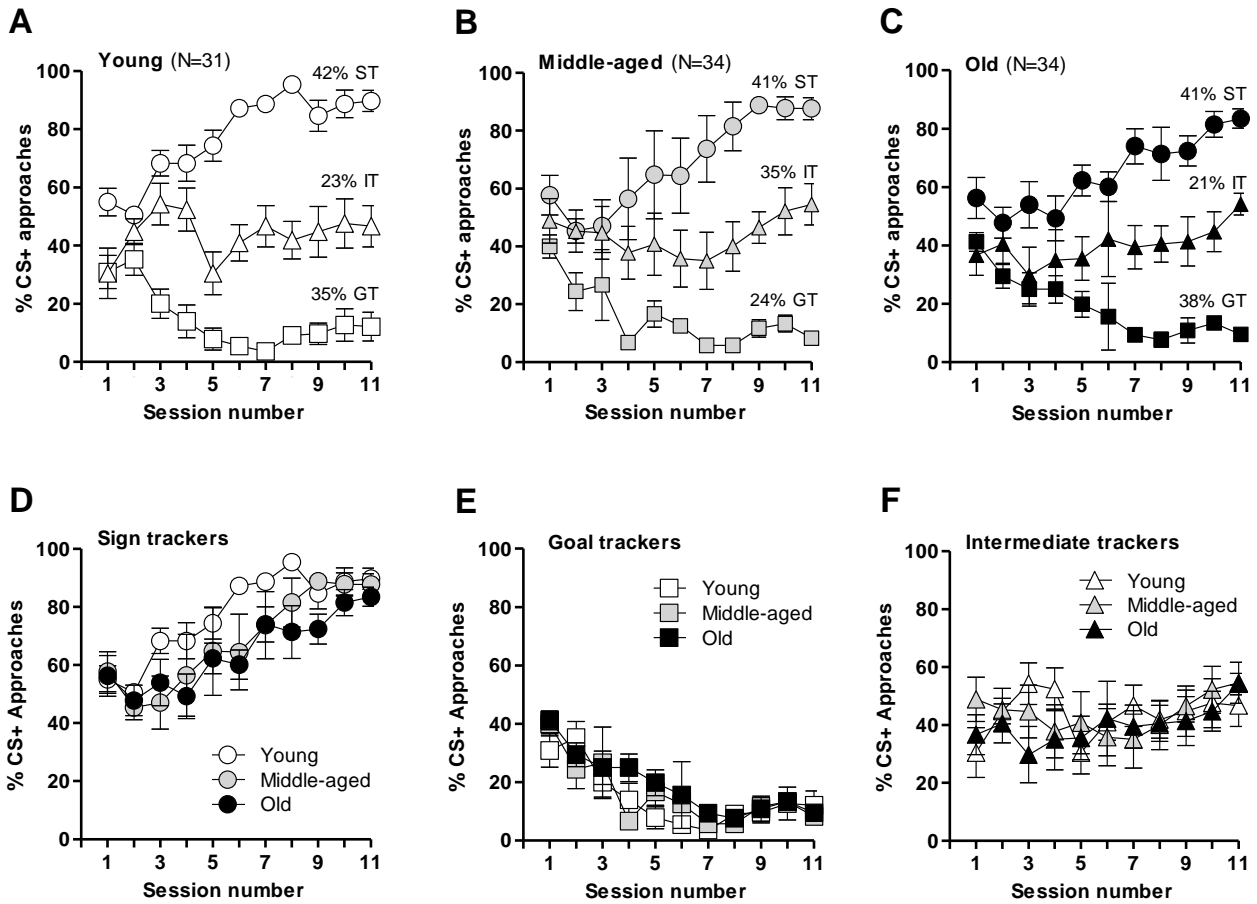 A
Young (N=31)
100
80
60
40
20
0
% CS+ approaches
42% ST
23% IT
35% GT
1 3 5 7 9 11
Session number
B
Middle-aged (N=34)
100
80
60
40
20
0
% CS+ approaches
41% ST
35% IT
24% GT
1 3 5 7 9 11
Session number
C
Old (N=34)
100
80
60
40
20
0
% CS+ approaches
41% ST
21% IT
38% GT
1 3 5 7 9 11
Session number
D
Sign trackers
100
80
60
40
20
0
% CS+ Approaches
Young
Middle-aged
Old
1 3 5 7 9 11
Session number
E
Goal trackers
100
80
60
40
20
0
% CS+ Approaches
Young
Middle-aged
Old
1 3 5 7 9 11
Session number
F
Intermediate trackers
100
80
60
40
20
0
% CS+ Approaches
Young
Middle-aged
Old
1 3 5 7 9 11
Session number